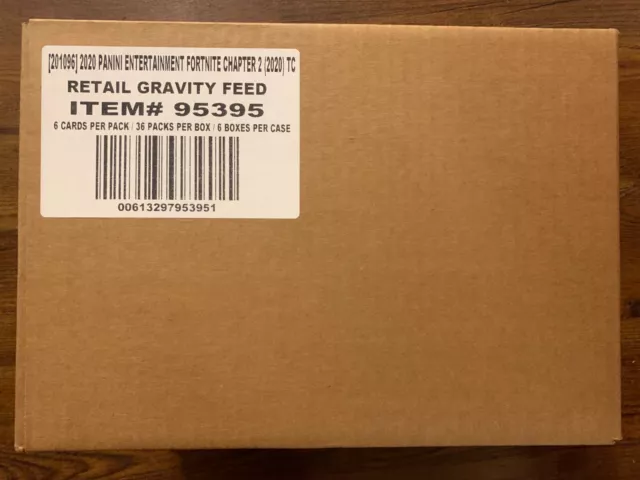 [201096] 2020 PANINI ENTERTAINMENT FORTNITE CHAPTER 2 (2020) TC
RETAIL GRAVITY FEED
ITEM# 95395
6 CARDS PER PACK / 36 PACKS PER BOX / 6 BOXES PER CASE
00613297953951